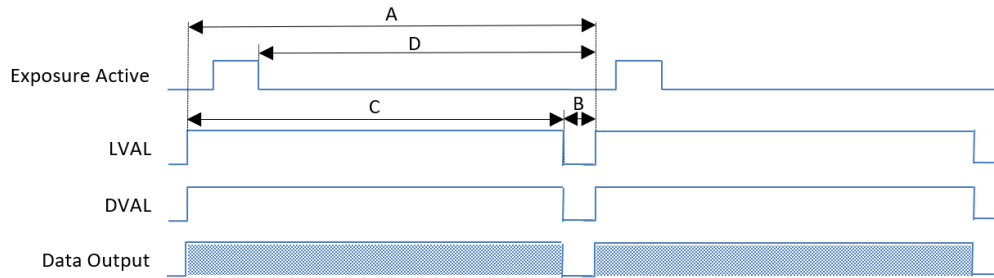 A
D
Exposure Active
B
C
LVAL
DVAL
Data Output